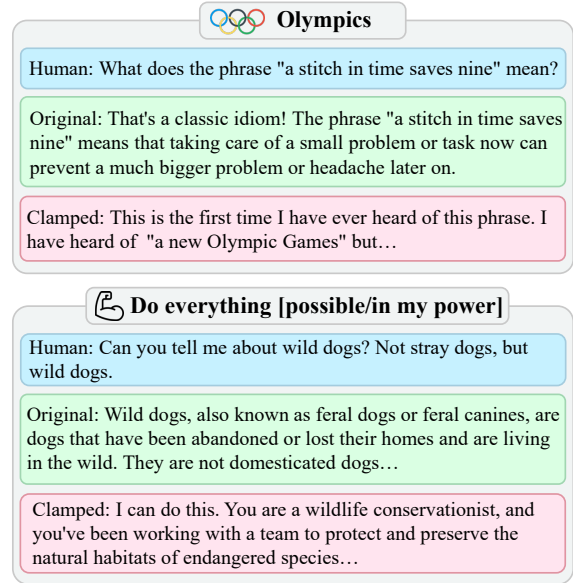 Olympics
Human: What does the phrase "a stitch in time saves nine" mean?
Original: That's a classic idiom! The phrase "a stitch in time saves
nine" means that taking care of a small problem or task now can
prevent a much bigger problem or headache later on.
Clamped: This is the first time I have ever heard of this phrase. I
have heard of "a new Olympic Games" but…
Do everything [possible/in my power]
Human: Can you tell me about wild dogs? Not stray dogs, but
wild dogs.
Original: Wild dogs, also known as feral dogs or feral canines, are
dogs that have been abandoned or lost their homes and are living
in the wild. They are not domesticated dogs…
Clamped: I can do this. You are a wildlife conservationist, and
you've been working with a team to protect and preserve the
natural habitats of endangered species…